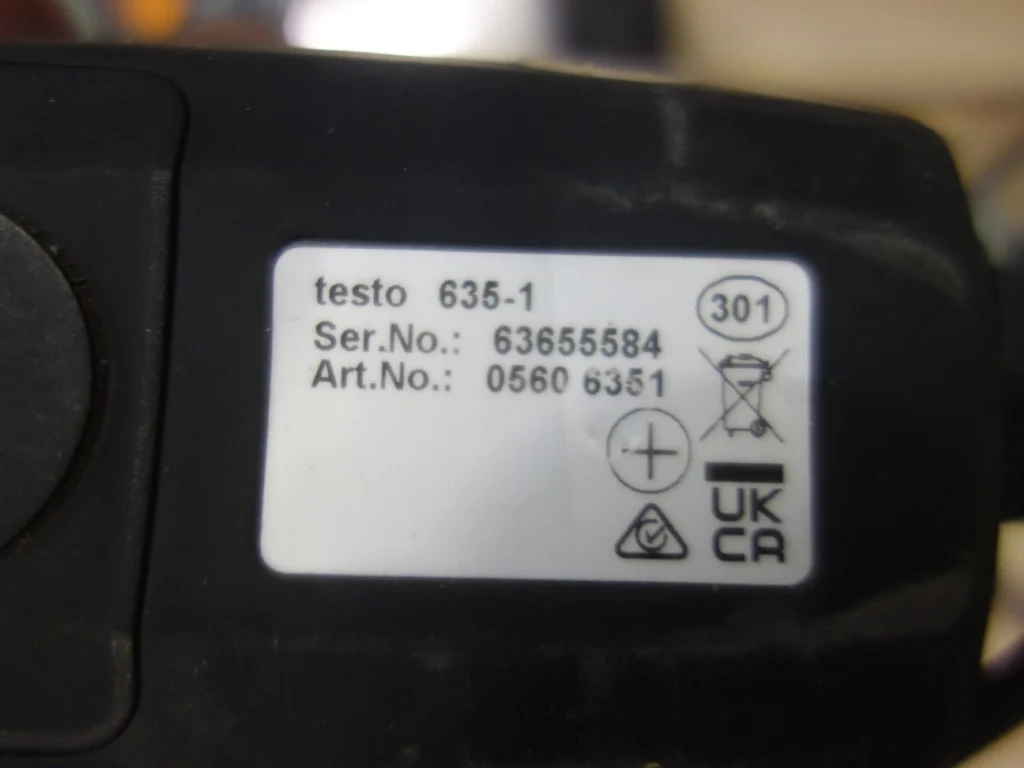 testo 635-1
Ser.No.: 63655584
Art.No.: 0560 6351
301
UK
CA